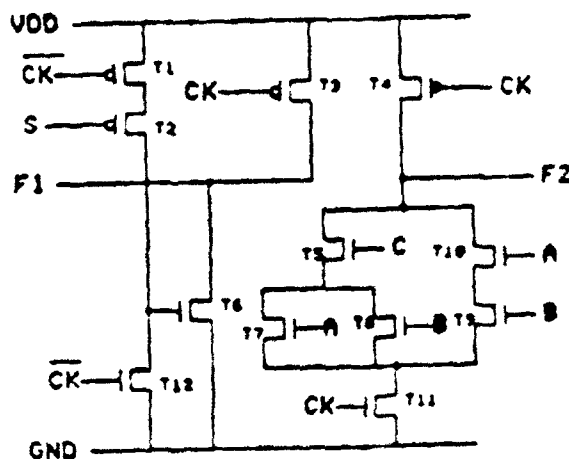 VDD
CK T1 CK T3 T4 CK
S T2
F1 F2
T5 C T10 A
T6 T7 A T8 B T9 B
CK T12 CK T11
GND